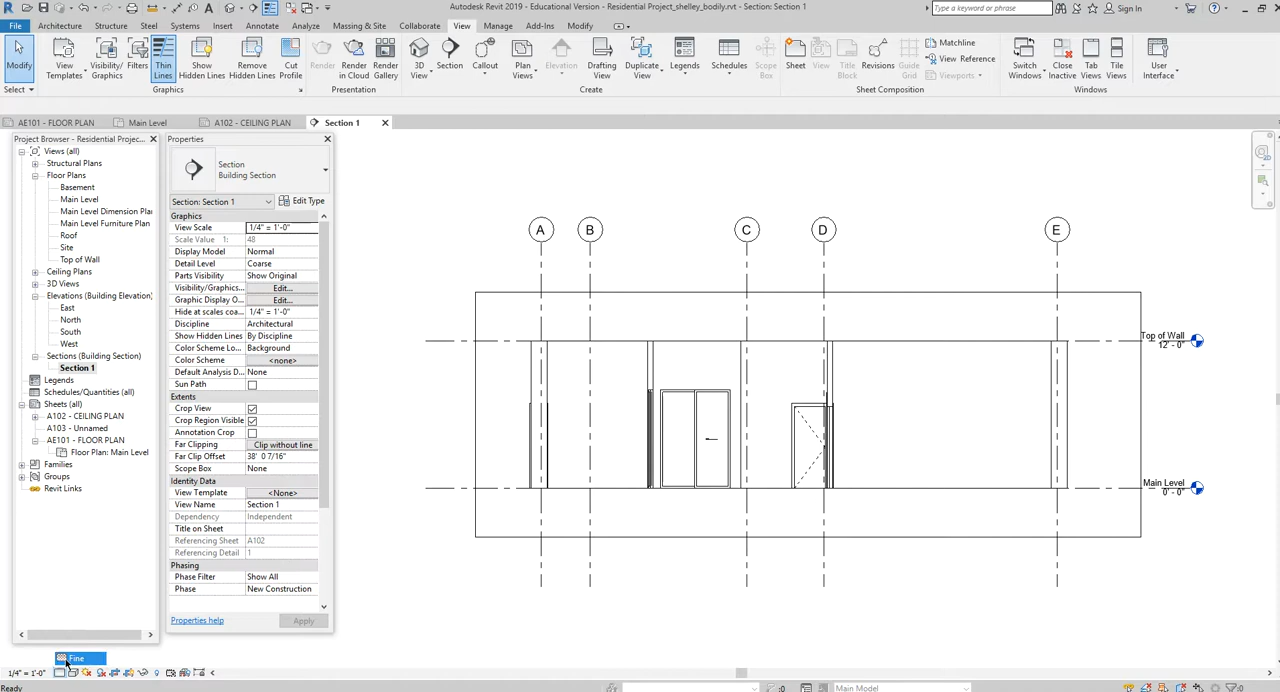 Autodesk Revit 2019 - Educational Version - Residential Project_shelley_bodily.rvt - Section: Section 1
Type a keyword or phrase
Sign In
File Architecture Structure Steel Systems Insert Annotate Analyze Massing & Site Collaborate View Manage Add-Ins Modify
Modify
View Templates
Visibility/ Graphics
Filters
Thin Lines
Show Hidden Lines
Remove Hidden Lines
Cut Profile
Render
Render in Cloud
Render Gallery
3D View
Section
Callout
Plan Views
Elevation
Drafting View
Duplicate View
Legends
Schedules
Scope Box
Sheet
View
Title Block
Revisions
Guide Grid
Matchline
View Reference
Viewports
Switch Windows
Close Inactive
Tab Views
Tile Views
User Interface
Select
Graphics
Presentation
Create
Sheet Composition
Windows
AE101 - FLOOR PLAN
Main Level
A102 - CEILING PLAN
Section 1
Project Browser - Residential Projec...
Views (all)
Structural Plans
Floor Plans
Basement
Main Level
Main Level Dimension Pla
Main Level Furniture Plan
Roof
Site
Top of Wall
Ceiling Plans
3D Views
Elevations (Building Elevation)
East
North
South
West
Sections (Building Section)
Section 1
Legends
Schedules/Quantities (all)
Sheets (all)
A102 - CEILING PLAN
A103 - Unnamed
AE101 - FLOOR PLAN
Floor Plan: Main Level
Families
Groups
Revit Links
Properties
Section
Building Section
Section: Section 1
Edit Type
Graphics
View Scale 1/4" = 1'-0"
Scale Value 1: 48
Display Model Normal
Detail Level Coarse
Parts Visibility Show Original
Visibility/Graphics... Edit...
Graphic Display O... Edit...
Hide at scales coa... 1/4" = 1'-0"
Discipline Architectural
Show Hidden Lines By Discipline
Color Scheme Lo... Background
Color Scheme <none>
Default Analysis D... None
Sun Path
Extents
Crop View
Crop Region Visible
Annotation Crop
Far Clipping Clip without line
Far Clip Offset 38' 0 7/16"
Scope Box None
Identity Data
View Template <None>
View Name Section 1
Dependency Independent
Title on Sheet
Referencing Sheet A102
Referencing Detail 1
Phasing
Phase Filter Show All
Phase New Construction
Properties help
Apply
A B C D E
Top of Wall
12' - 0"
Main Level
0' - 0"
Fine
1/4" = 1'-0"
Ready
:0
Main Model
:0